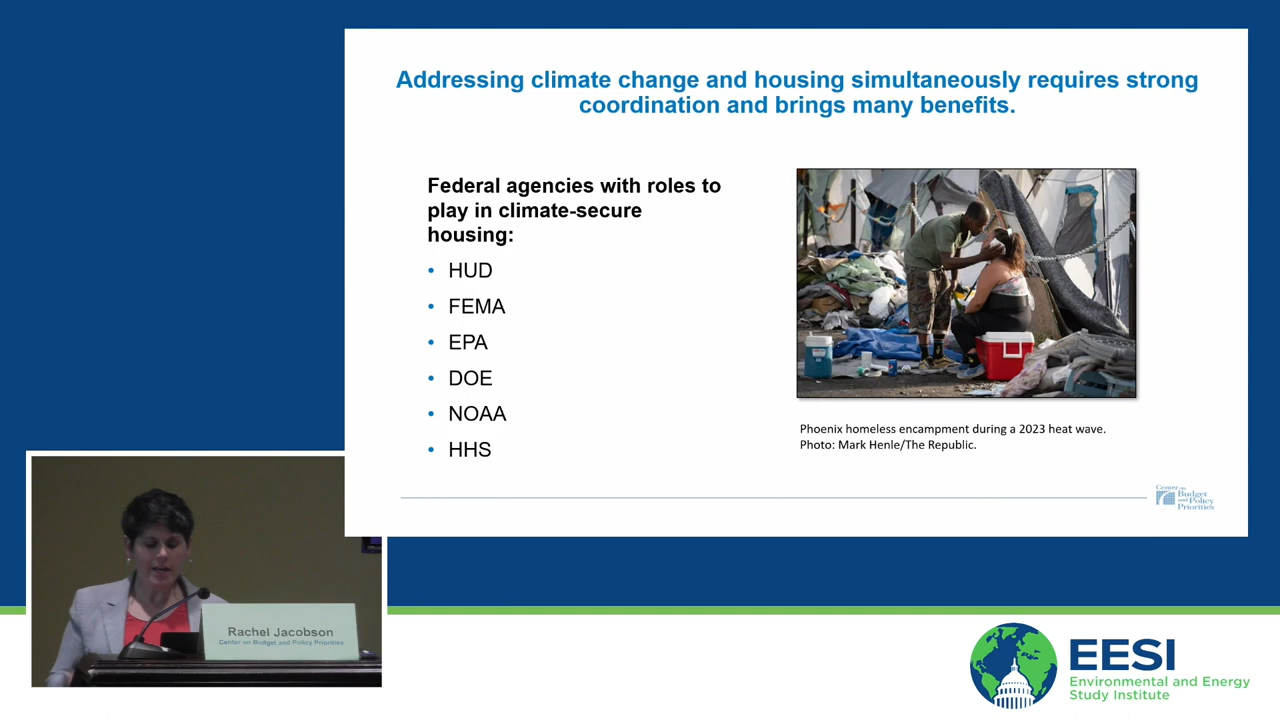 Addressing climate change and housing simultaneously requires strong
coordination and brings many benefits.
Federal agencies with roles to
play in climate-secure
housing:
• HUD
• FEMA
• EPA
• DOE
• NOAA
• HHS
Phoenix homeless encampment during a 2023 heat wave.
Photo: Mark Henle/The Republic.
Center on
Budget
and Policy
Priorities
Rachel Jacobson
Center on Budget and Policy Priorities
EESI
Environmental and Energy
Study Institute